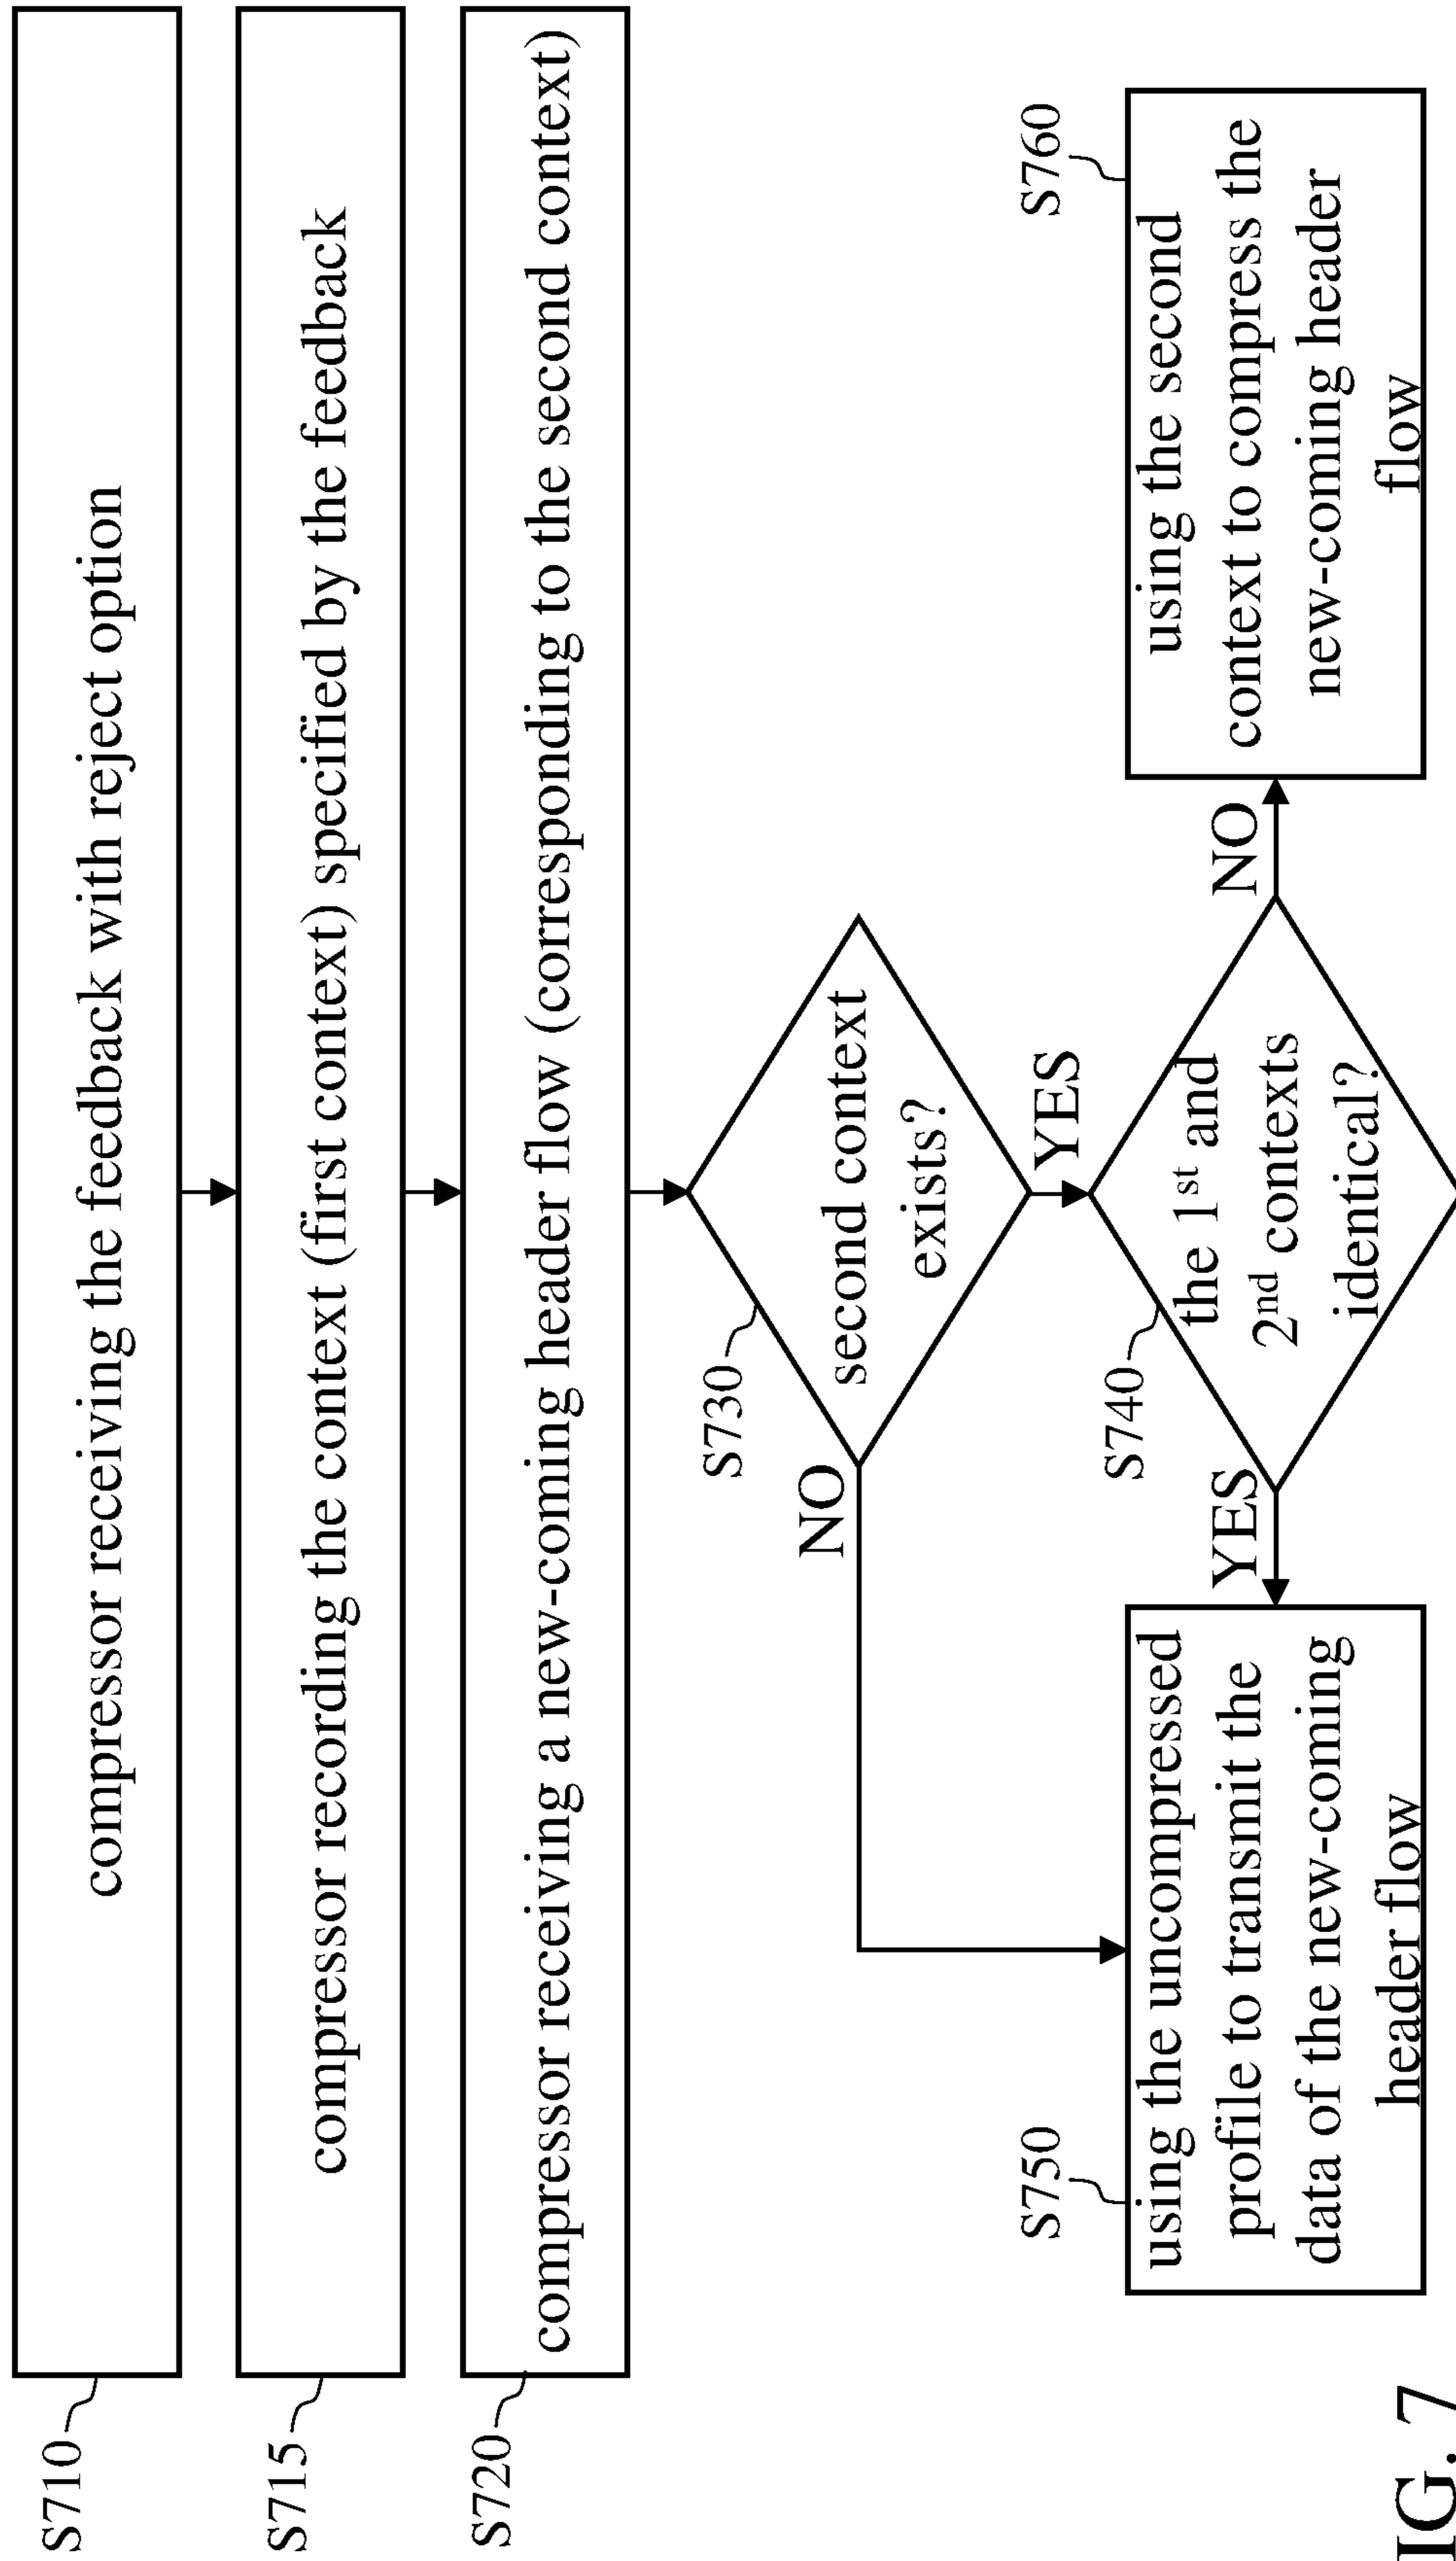 S710
compressor receiving the feedback with reject option
S715
compressor recording the context (first context) specified by the feedback
S720
compressor receiving a new-coming header flow (corresponding to the second context)
S730
second context
exists?
NO
YES
S740
the 1st and
2nd contexts
identical?
YES
NO
S750
using the uncompressed
profile to transmit the
data of the new-coming
header flow
S760
using the second
context to compress the
new-coming header
flow
IG. 7